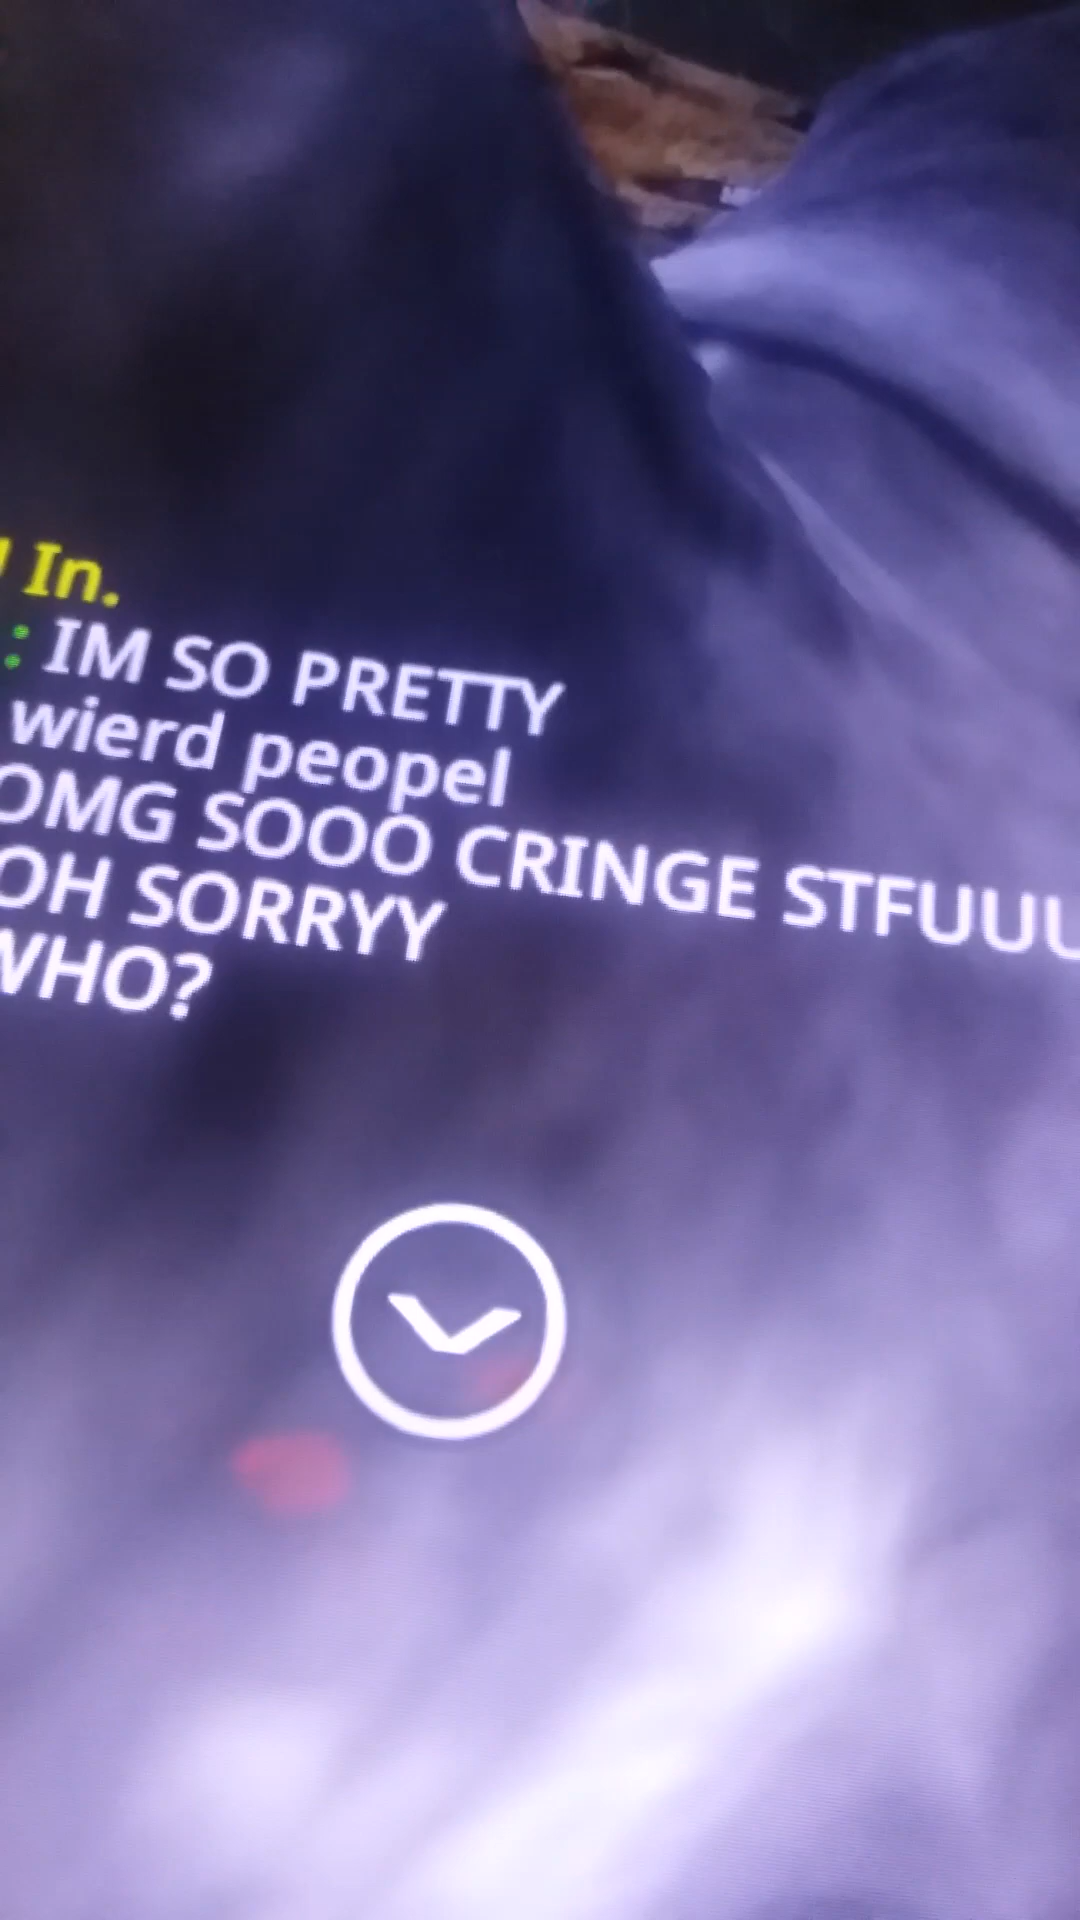 In.
: IM SO PRETTY
wierd peopel
OMG SOOO CRINGE STFUUU
OH SORRYY
WHO?